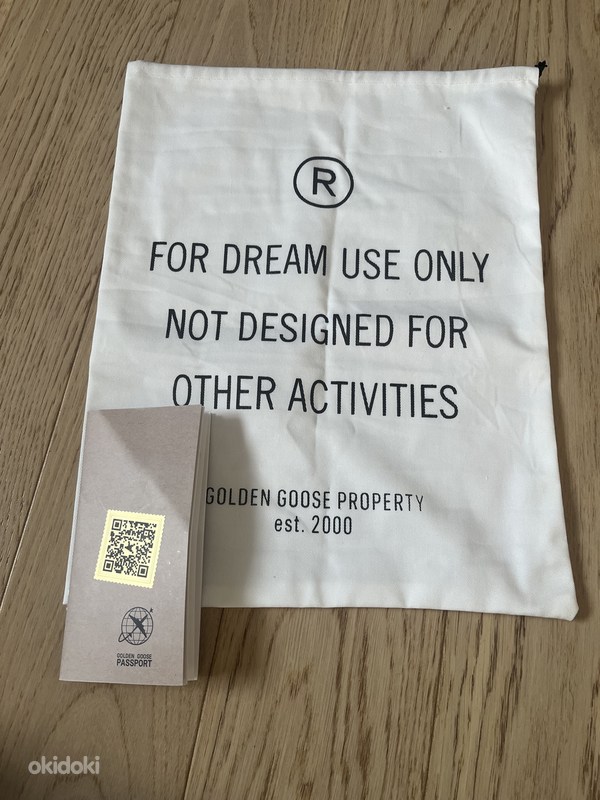 R
FOR DREAM USE ONLY
NOT DESIGNED FOR
OTHER ACTIVITIES
GOLDEN GOOSE PROPERTY
est. 2000
GOLDEN GOOSE
PASSPORT
okidoki